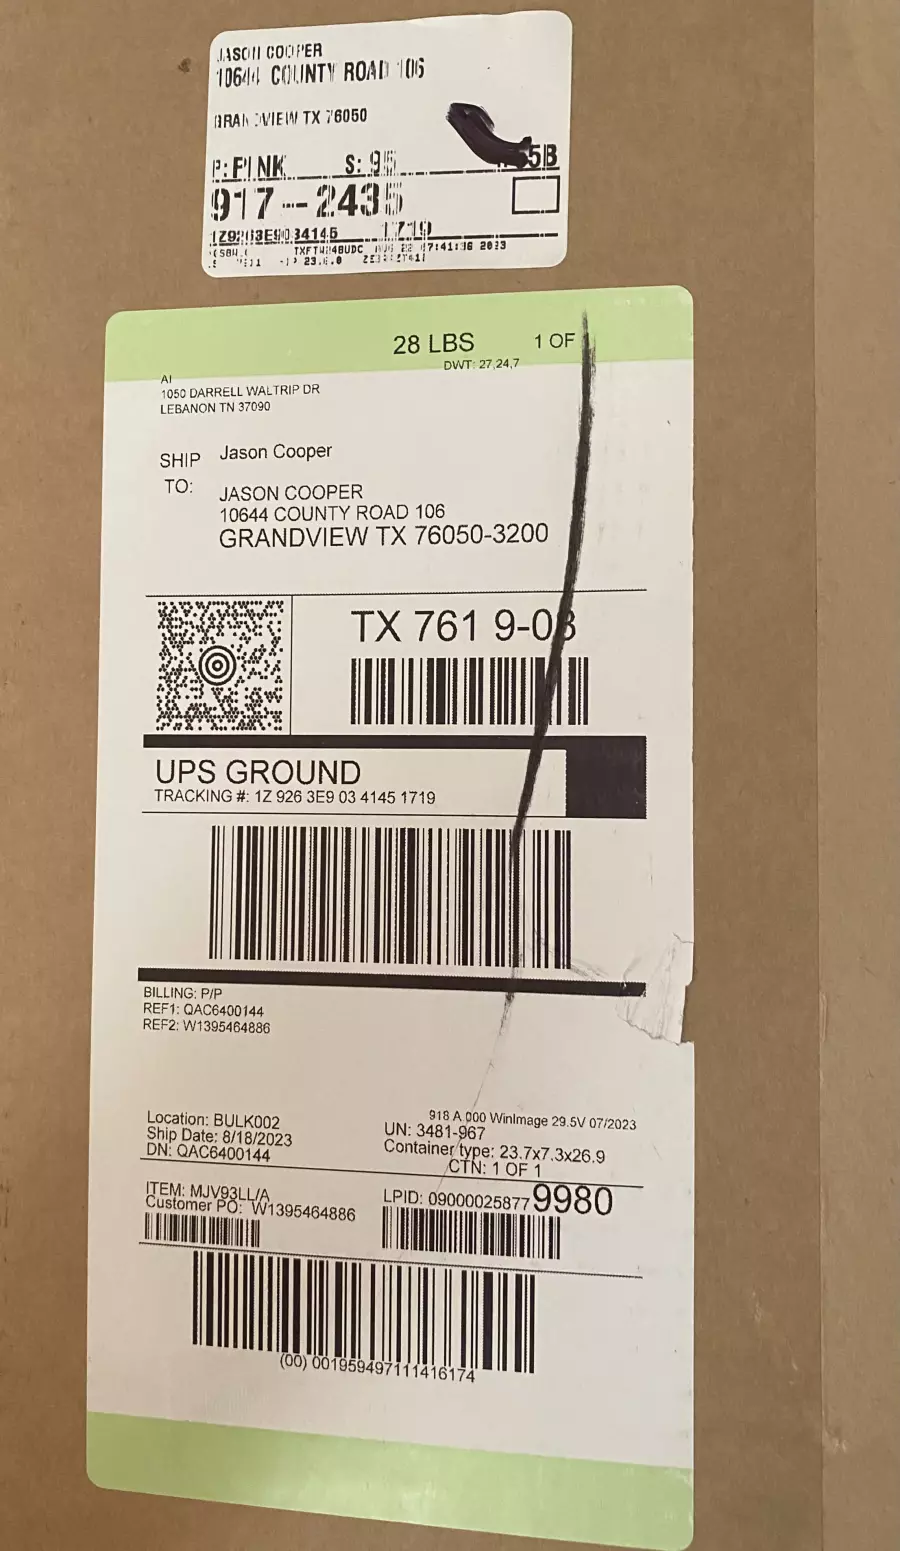 JASON COOPER
10644 COUNTY ROAD 106
GRANDVIEW TX 76050
P: PINK S: 95
917-2435
1Z9263E9034145 1719
28 LBS 1 OF 1
DWT: 27,24,7
AI
1050 DARRELL WALTRIP DR
LEBANON TN 37090
SHIP
TO:
Jason Cooper
JASON COOPER
10644 COUNTY ROAD 106
GRANDVIEW TX 76050-3200
TX 761 9-03
UPS GROUND
TRACKING #: 1Z 926 3E9 03 4145 1719
BILLING: P/P
REF1: QAC6400144
REF2: W1395464886
918 A 000 WinImage 29.5V 07/2023
Location: BULK002
Ship Date: 8/18/2023
DN: QAC6400144
UN: 3481-967
Container type: 23.7x7.3x26.9
CTN: 1 OF 1
ITEM: MJV93LL/A
Customer PO: W1395464886
LPID: 09000025877 9980
(00) 001959497111416174